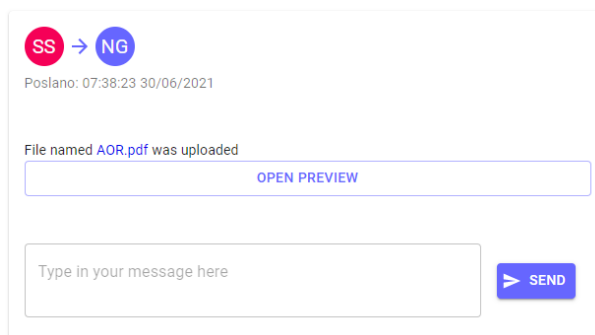 SS → NG
Poslano: 07:38:23 30/06/2021
File named AOR.pdf was uploaded
OPEN PREVIEW
Type in your message here
SEND